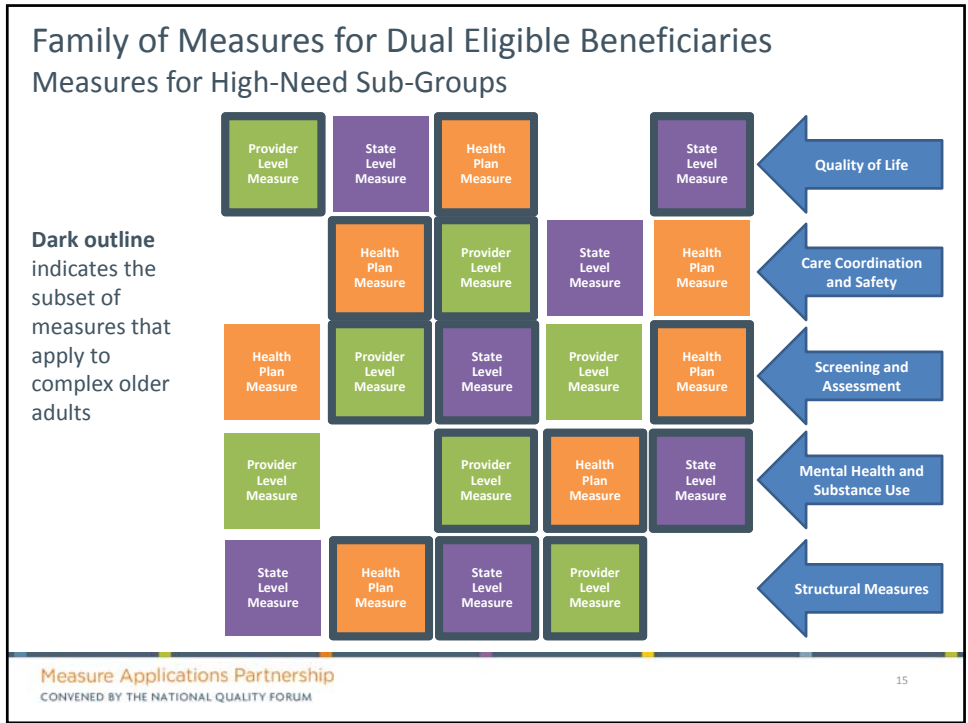 Family of Measures for Dual Eligible Beneficiaries
Measures for High-Need Sub-Groups
Provider
Level
Measure
State
Level
Measure
Health
Plan
Measure
State
Level
Measure
Quality of Life
Dark outline
indicates the
subset of
measures that
apply to
complex older
adults
Health
Plan
Measure
Provider
Level
Measure
State
Level
Measure
Health
Plan
Measure
Care Coordination
and Safety
Health
Plan
Measure
Provider
Level
Measure
State
Level
Measure
Provider
Level
Measure
Health
Plan
Measure
Screening and
Assessment
Provider
Level
Measure
Provider
Level
Measure
Health
Plan
Measure
State
Level
Measure
Mental Health and
Substance Use
State
Level
Measure
Health
Plan
Measure
State
Level
Measure
Provider
Level
Measure
Structural Measures
Measure Applications Partnership
CONVENED BY THE NATIONAL QUALITY FORUM
15